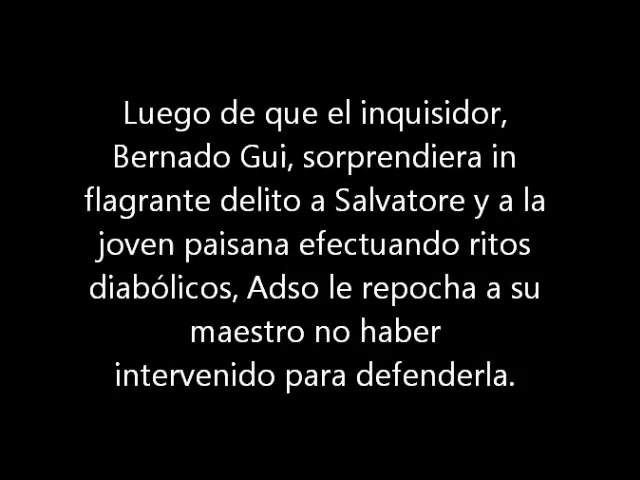 Luego de que el inquisidor,
Bernado Gui, sorprendiera in
flagrante delito a Salvatore y a la
joven paisana efectuando ritos
diabólicos, Adso le repocha a su
maestro no haber
intervenido para defenderla.